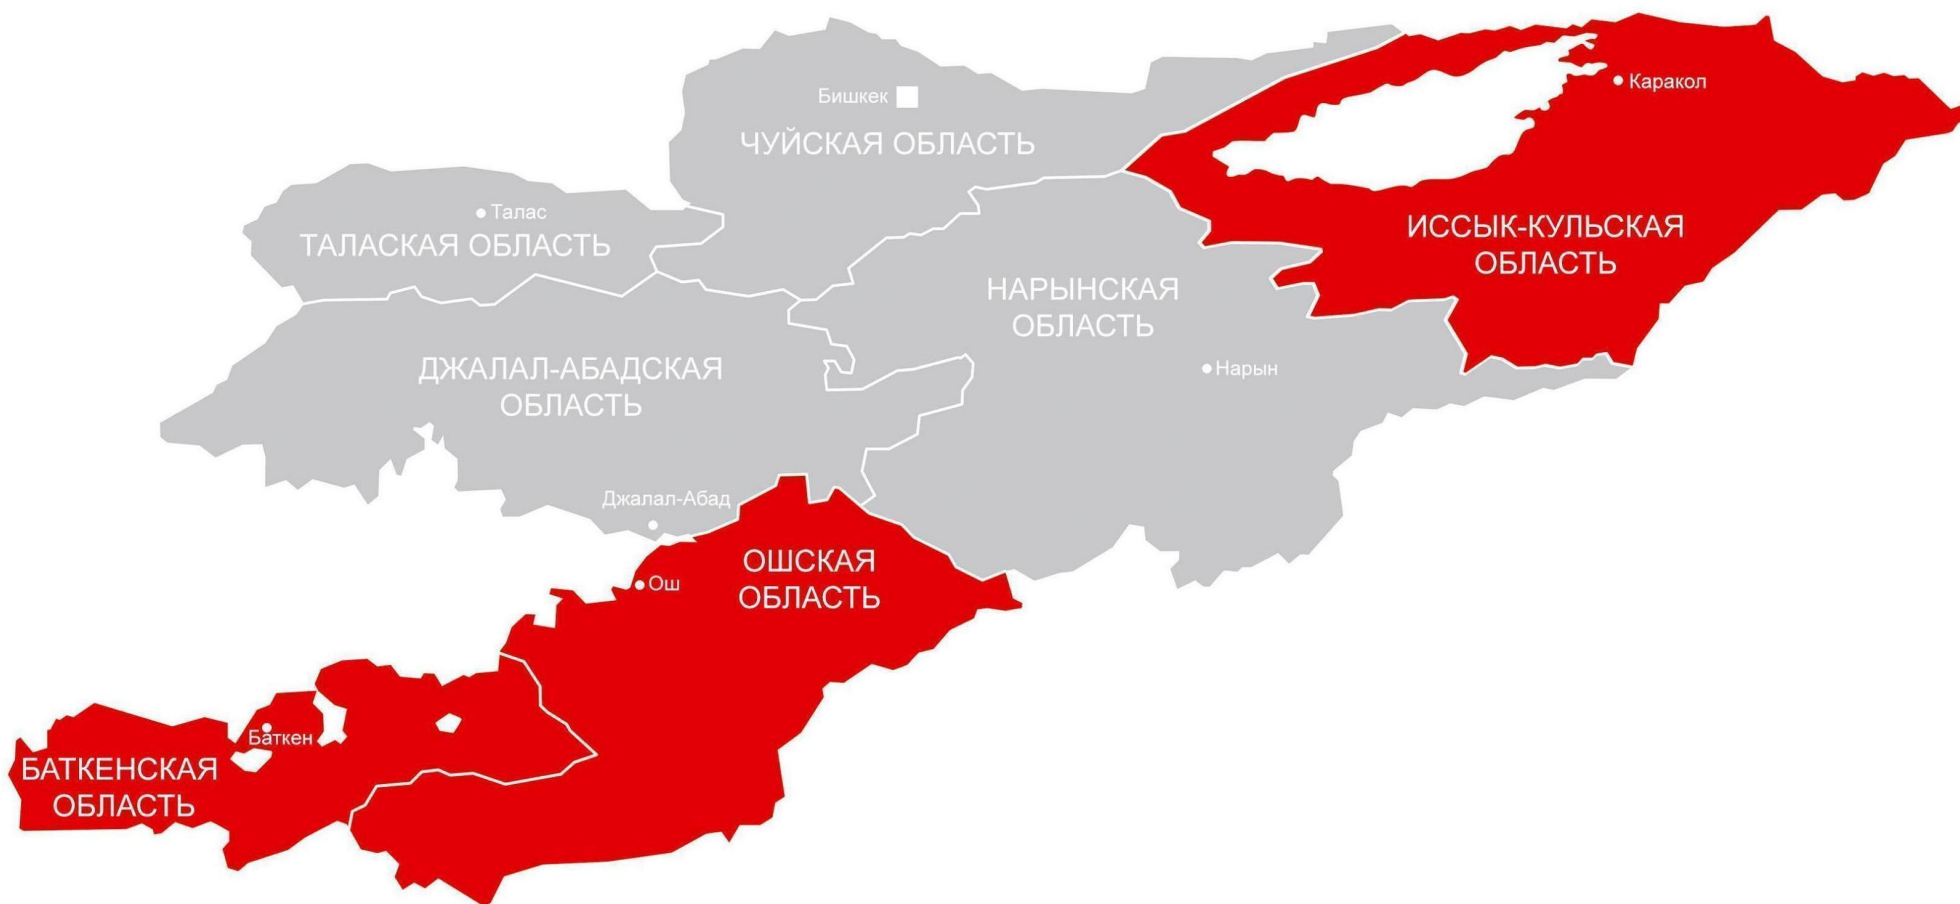 Каракол
Бишкек
ЧУЙСКАЯ ОБЛАСТЬ
Талас
ТАЛАСКАЯ ОБЛАСТЬ
ИССЫК-КУЛЬСКАЯ
ОБЛАСТЬ
НАРЫНСКАЯ
ОБЛАСТЬ
Нарын
ДЖАЛАЛ-АБАДСКАЯ
ОБЛАСТЬ
Джалал-Абад
ОШСКАЯ
ОБЛАСТЬ
Ош
Баткен
БАТКЕНСКАЯ
ОБЛАСТЬ